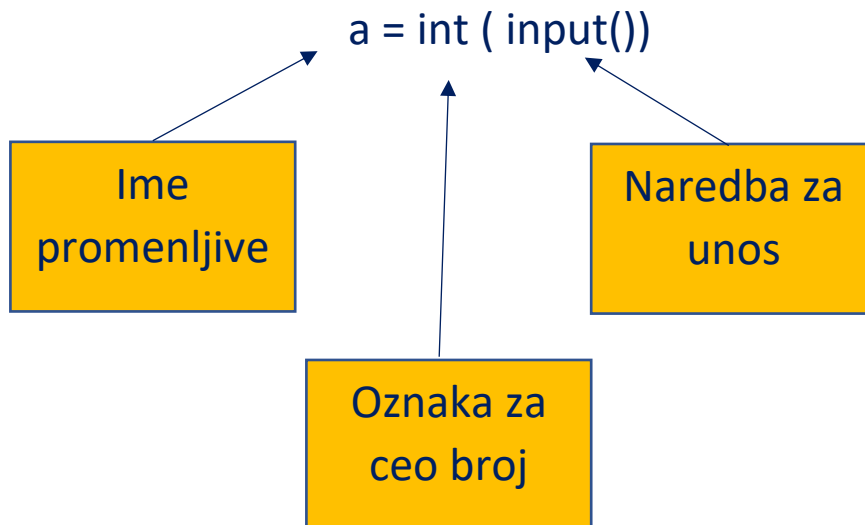 a = int ( input())
Ime
promenljive
Naredba za
unos
Oznaka za
ceo broj